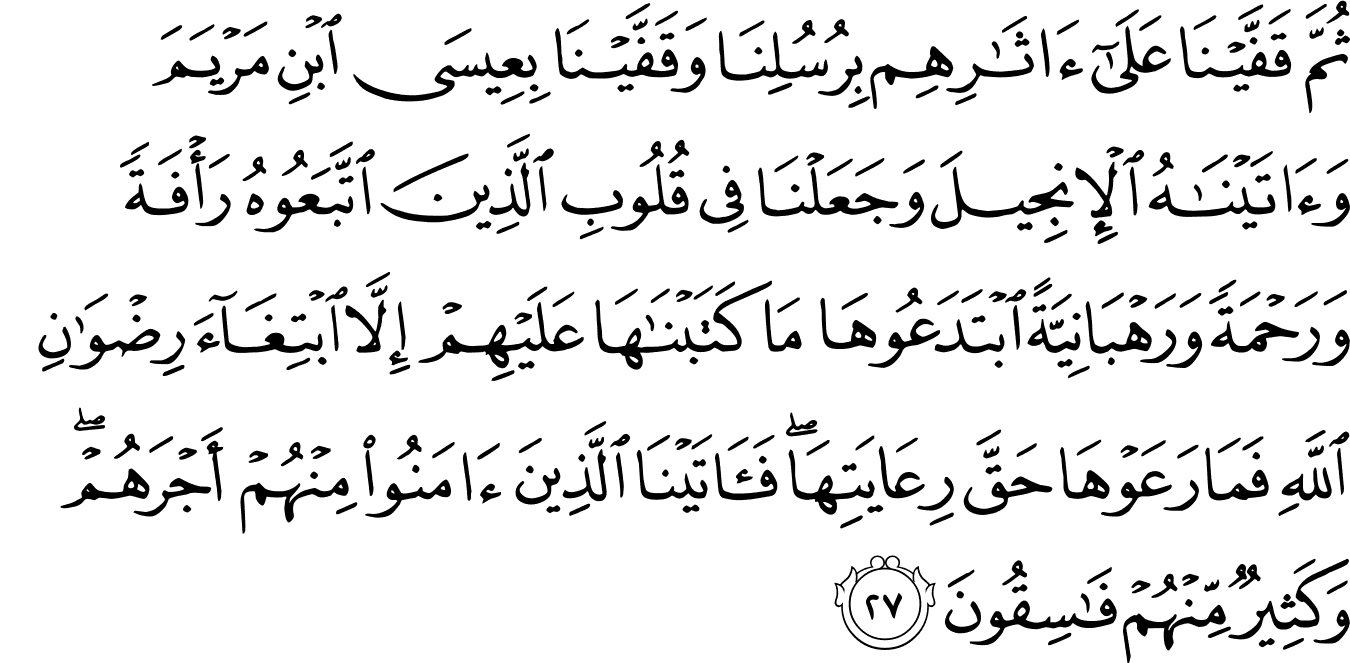 ثُمَّ قَفَّيْنَا عَلَىٰٓ ءَاثَـٰرِهِم بِرُسُلِنَا وَقَفَّيْنَا بِعِيسَى ٱبْنِ مَرْيَمَ
وَءَاتَيْنَـٰهُ ٱلْإِنجِيلَ وَجَعَلْنَا فِى قُلُوبِ ٱلَّذِينَ ٱتَّبَعُوهُ رَأْفَةً
وَرَحْمَةً وَرَهْبَانِيَّةً ٱبْتَدَعُوهَا مَا كَتَبْنَـٰهَا عَلَيْهِمْ إِلَّا ٱبْتِغَآءَ رِضْوَٰنِ
ٱللَّهِ فَمَا رَعَوْهَا حَقَّ رِعَايَتِهَا ۖ فَـَٔاتَيْنَا ٱلَّذِينَ ءَامَنُوا۟ مِنْهُمْ أَجْرَهُمْ ۖ
وَكَثِيرٌ مِّنْهُمْ فَـٰسِقُونَ ٢٧